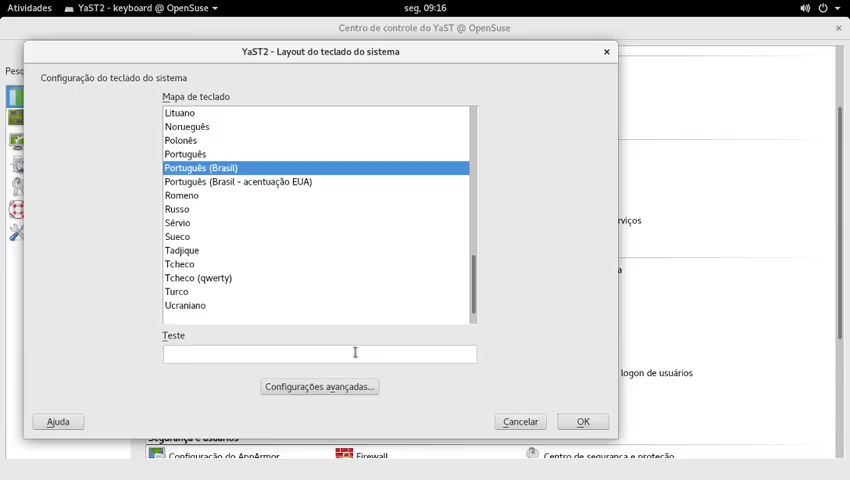 Atividades YaST2 - keyboard @ OpenSuse seg, 09:16
Centro de controle do YaST @ OpenSuse
YaST2 - Layout do teclado do sistema
Configuração do teclado do sistema
Mapa de teclado
Lituano
Norueguês
Polonês
Português
Português (Brasil)
Português (Brasil - acentuação EUA)
Romeno
Russo
Sérvio
Sueco
Tadjique
Tcheco
Tcheco (qwerty)
Turco
Ucraniano
Teste
Configurações avançadas...
Ajuda Cancelar OK
Pesq
rviços
a
logon de usuários
Segurança e usuários
Configuração do AppArmor Firewall Centro de segurança e proteção